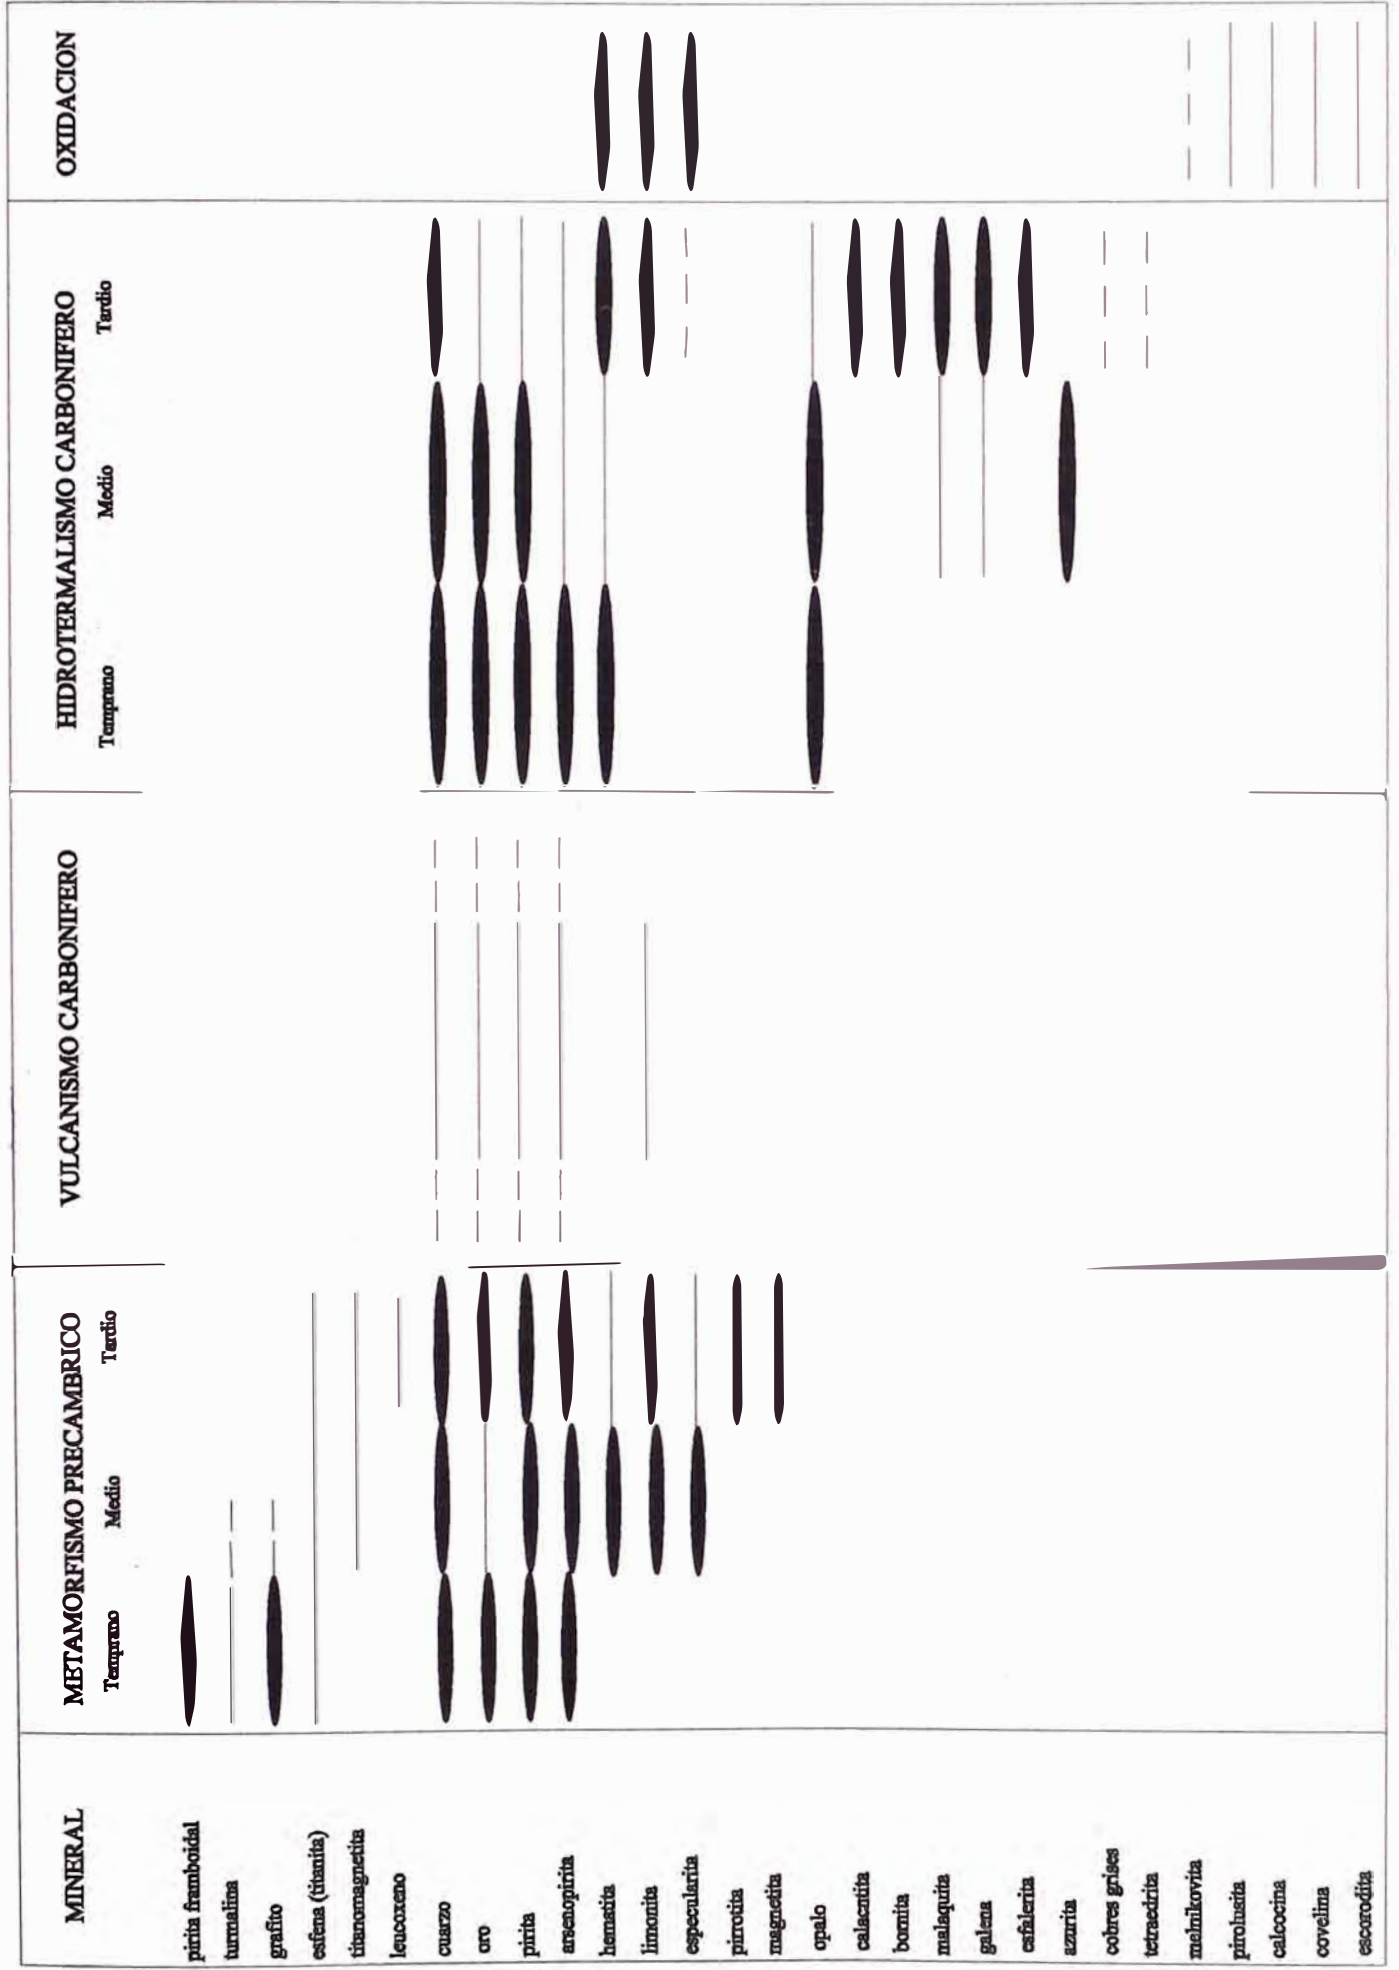 MINERAL
METAMORFISMO PRECAMBRICO
VULCANISMO CARBONIFERO
HIDROTERMALISMO CARBONIFERO
OXIDACION
Temprano
Medio
Tardio
Temprano
Medio
Tardio
pirita framboidal
turmalina
grafito
esfena (titanita)
titanomagnetita
leucoxeno
cuarzo
oro
pirita
arsenopirita
hematita
limonita
especularita
pirrotita
magnetita
opalo
calacntita
bornita
malaquita
galena
esfalerita
azurita
cobres grises
tetraedrita
melnikovita
pirolusita
calcocina
covelina
escorodita